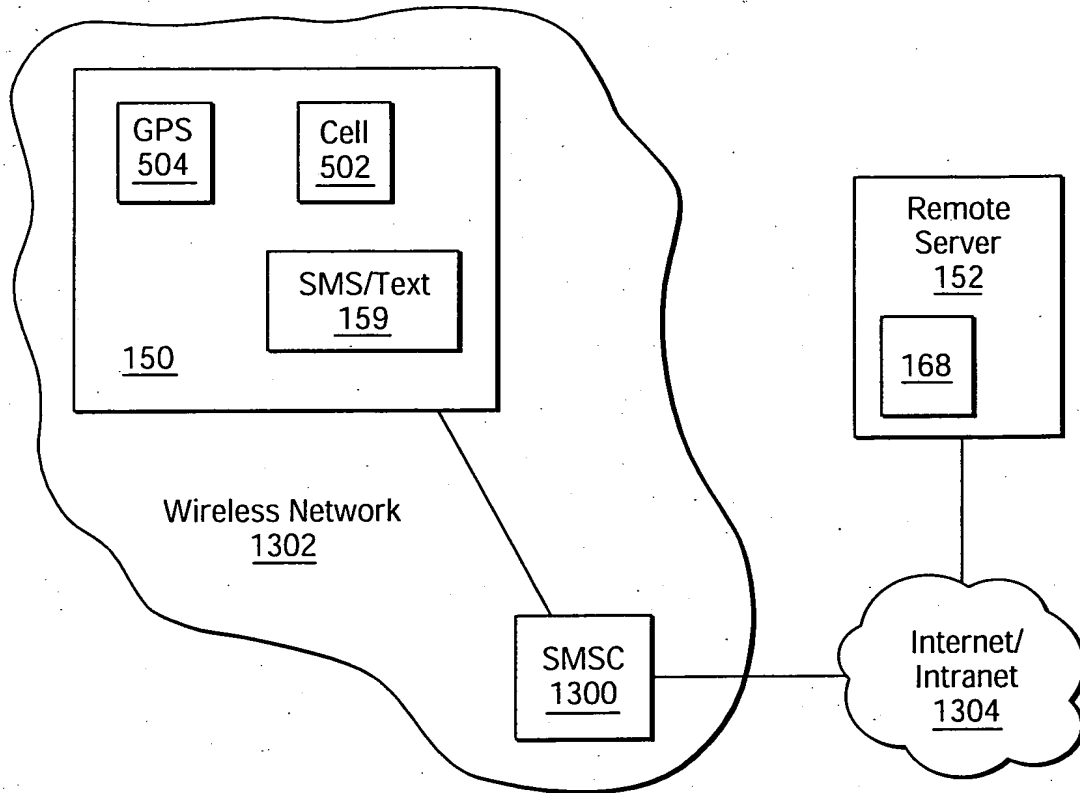 GPS
504
Cell
502
SMS/Text
159
150
Remote
Server
152
168
Wireless Network
1302
SMSC
1300
Internet/
Intranet
1304